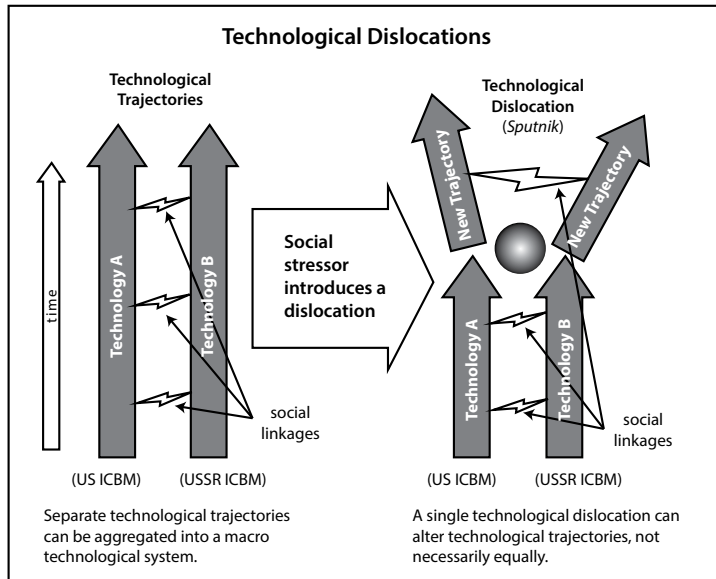 Technological Dislocations
Technological
Trajectories
time
Technology A
Technology B
social
linkages
(US ICBM)
(USSR ICBM)
Separate technological trajectories
can be aggregated into a macro
technological system.
Social
stressor
introduces a
dislocation
Technological
Dislocation
(Sputnik)
New Trajectory
New Trajectory
Technology A
Technology B
social
linkages
(US ICBM)
(USSR ICBM)
A single technological dislocation can
alter technological trajectories, not
necessarily equally.